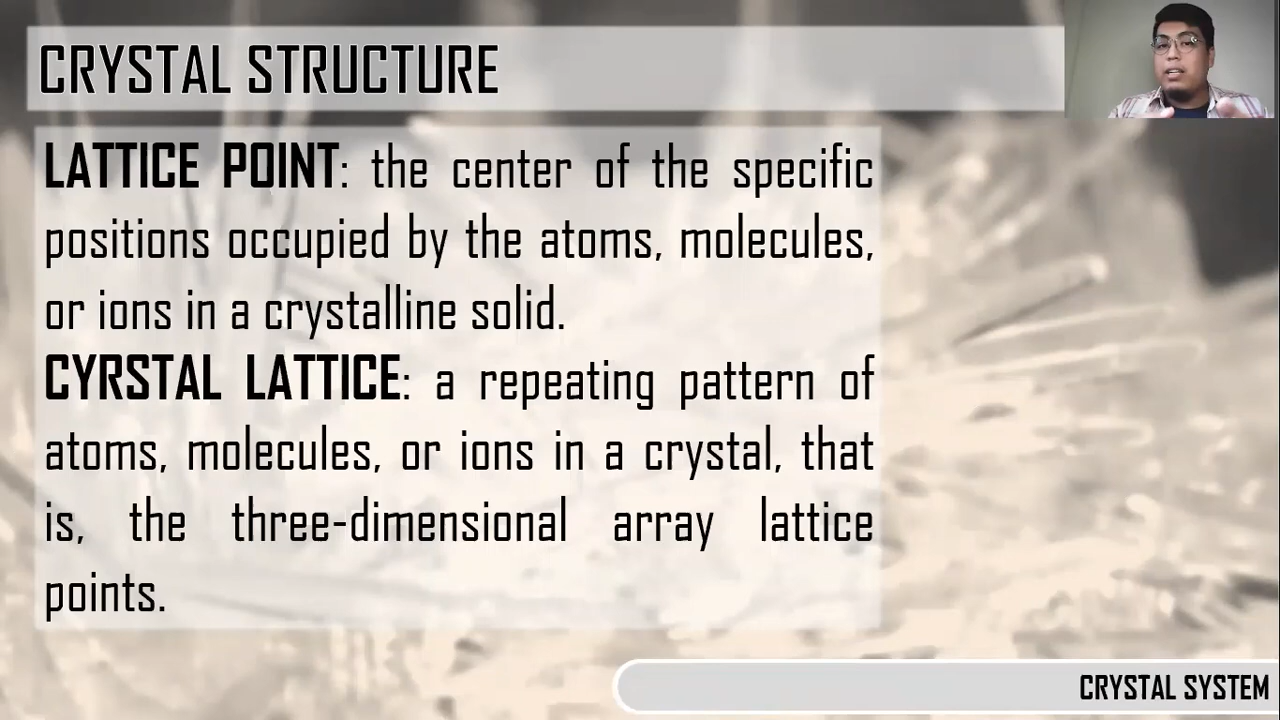 CRYSTAL STRUCTURE
LATTICE POINT: the center of the specific
positions occupied by the atoms, molecules,
or ions in a crystalline solid.
CYRSTAL LATTICE: a repeating pattern of
atoms, molecules, or ions in a crystal, that
is, the three-dimensional array lattice
points.
CRYSTAL SYSTEM